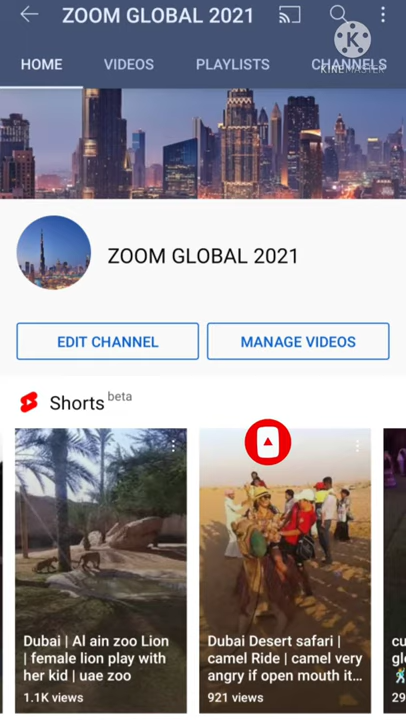 ZOOM GLOBAL 2021
KINEMASTER
HOME VIDEOS PLAYLISTS CHANNELS
ZOOM GLOBAL 2021
EDIT CHANNEL MANAGE VIDEOS
Shorts beta
Dubai | Al ain zoo Lion
| female lion play with
her kid | uae zoo
1.1K views
Dubai Desert safari |
camel Ride | camel very
angry if open mouth it...
921 views